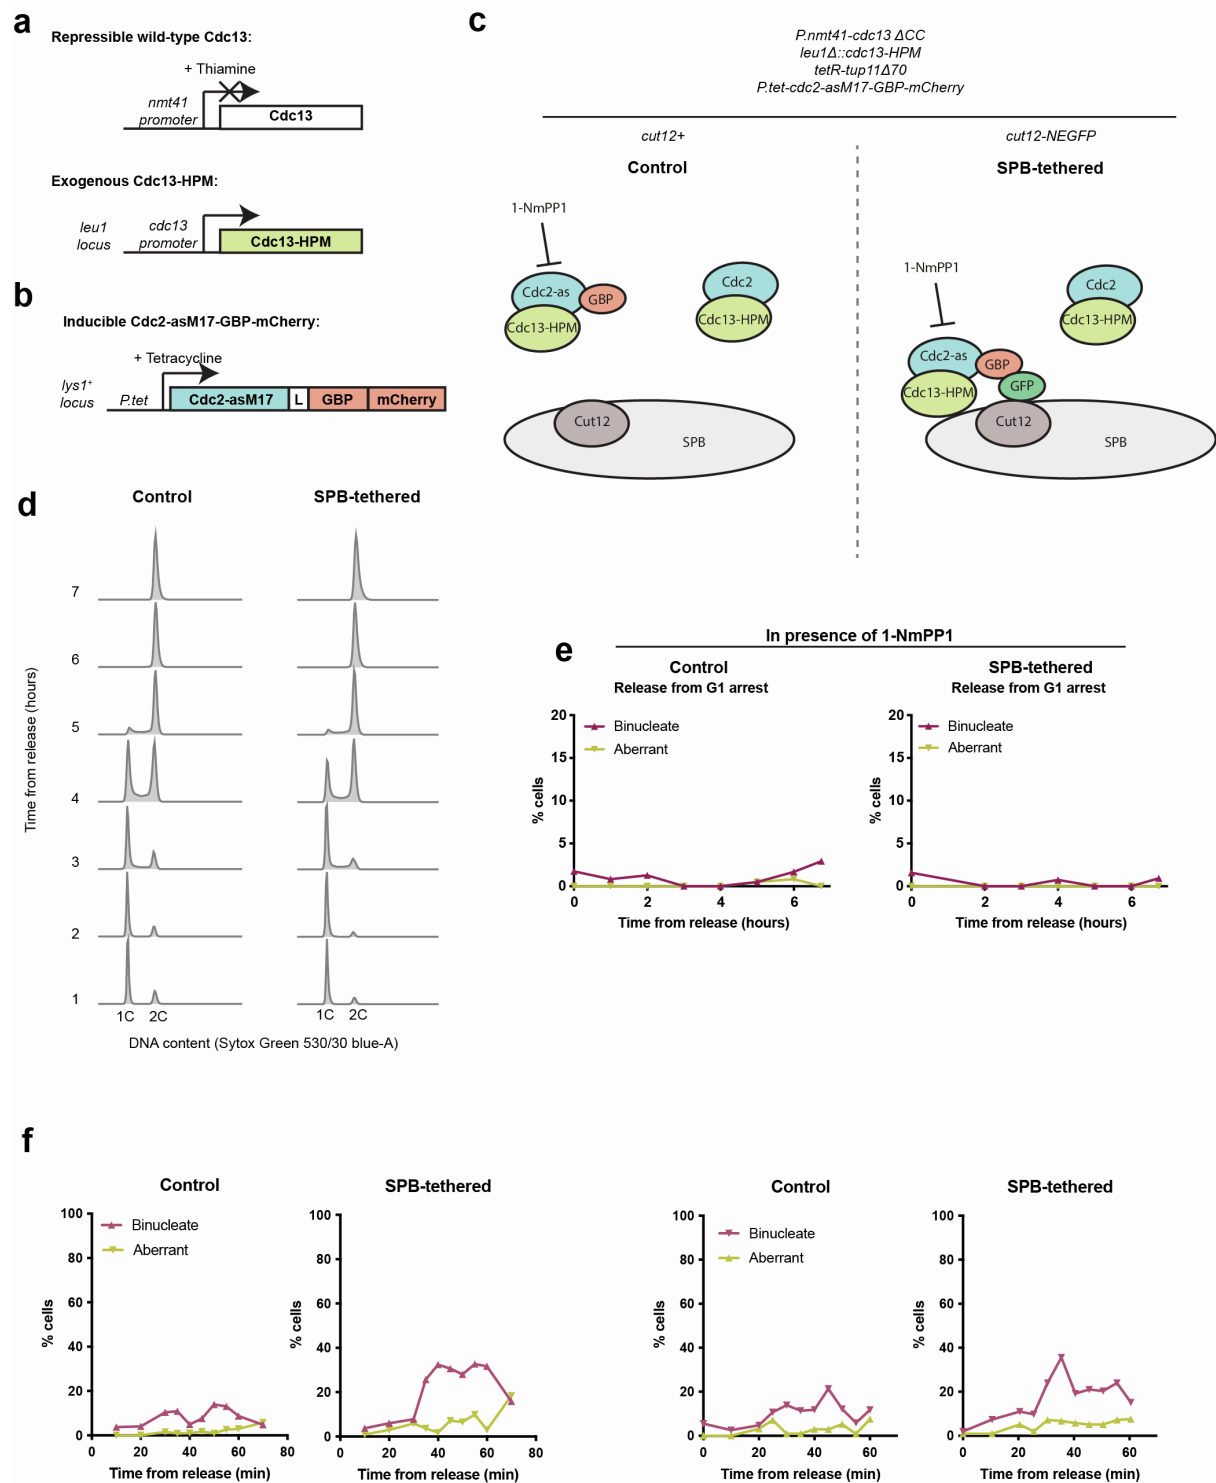 a
Repressible wild-type Cdc13:
+ Thiamine
nmt41
promoter
Cdc13
Exogenous Cdc13-HPM:
leu1
locus
cdc13
promoter
Cdc13-HPM
b
Inducible Cdc2-asM17-GBP-mCherry:
+ Tetracycline
lys1+
locus
P.tet
Cdc2-asM17
L
GBP
mCherry
c
P.nmt41-cdc13 ΔCC
leu1Δ::cdc13-HPM
tetR-tup11Δ70
P.tet-cdc2-asM17-GBP-mCherry
cut12+
Control
1-NmPP1
Cdc2-as
GBP
Cdc13-HPM
Cdc2
Cdc13-HPM
Cut12
SPB
cut12-NEGFP
SPB-tethered
1-NmPP1
Cdc2-as
GBP
GFP
Cdc13-HPM
Cdc2
Cdc13-HPM
Cut12
SPB
d
Control
SPB-tethered
Time from release (hours)
7
6
5
4
3
2
1
1C 2C
1C 2C
DNA content (Sytox Green 530/30 blue-A)
e
In presence of 1-NmPP1
Control
Release from G1 arrest
20
15
10
5
0
% cells
Binucleate
Aberrant
0 2 4 6
Time from release (hours)
SPB-tethered
Release from G1 arrest
20
15
10
5
0
% cells
Binucleate
Aberrant
0 2 4 6
Time from release (hours)
f
Control
100
80
60
40
20
0
% cells
Binucleate
Aberrant
0 20 40 60 80
Time from release (min)
SPB-tethered
100
80
60
40
20
0
% cells
0 20 40 60 80
Time from release (min)
Control
100
80
60
40
20
0
% cells
Binucleate
Aberrant
0 20 40 60
Time from release (min)
SPB-tethered
100
80
60
40
20
0
% cells
0 20 40 60
Time from release (min)